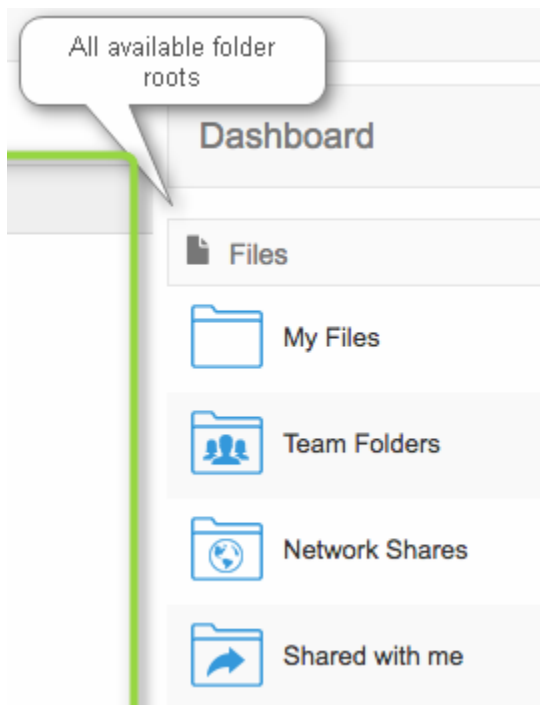 All available folder
roots
Dashboard
Files
My Files
Team Folders
Network Shares
Shared with me